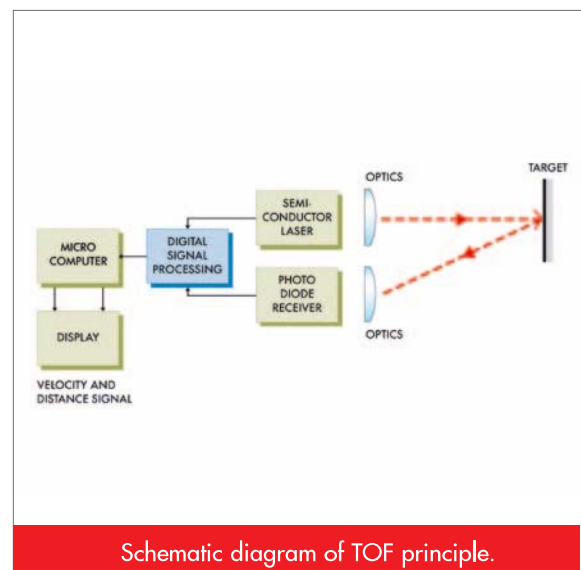 TARGET
OPTICS
SEMI-
CONDUCTOR
LASER
MICRO
COMPUTER
DIGITAL
SIGNAL
PROCESSING
PHOTO
DIODE
RECEIVER
DISPLAY
OPTICS
VELOCITY AND
DISTANCE SIGNAL
Schematic diagram of TOF principle.